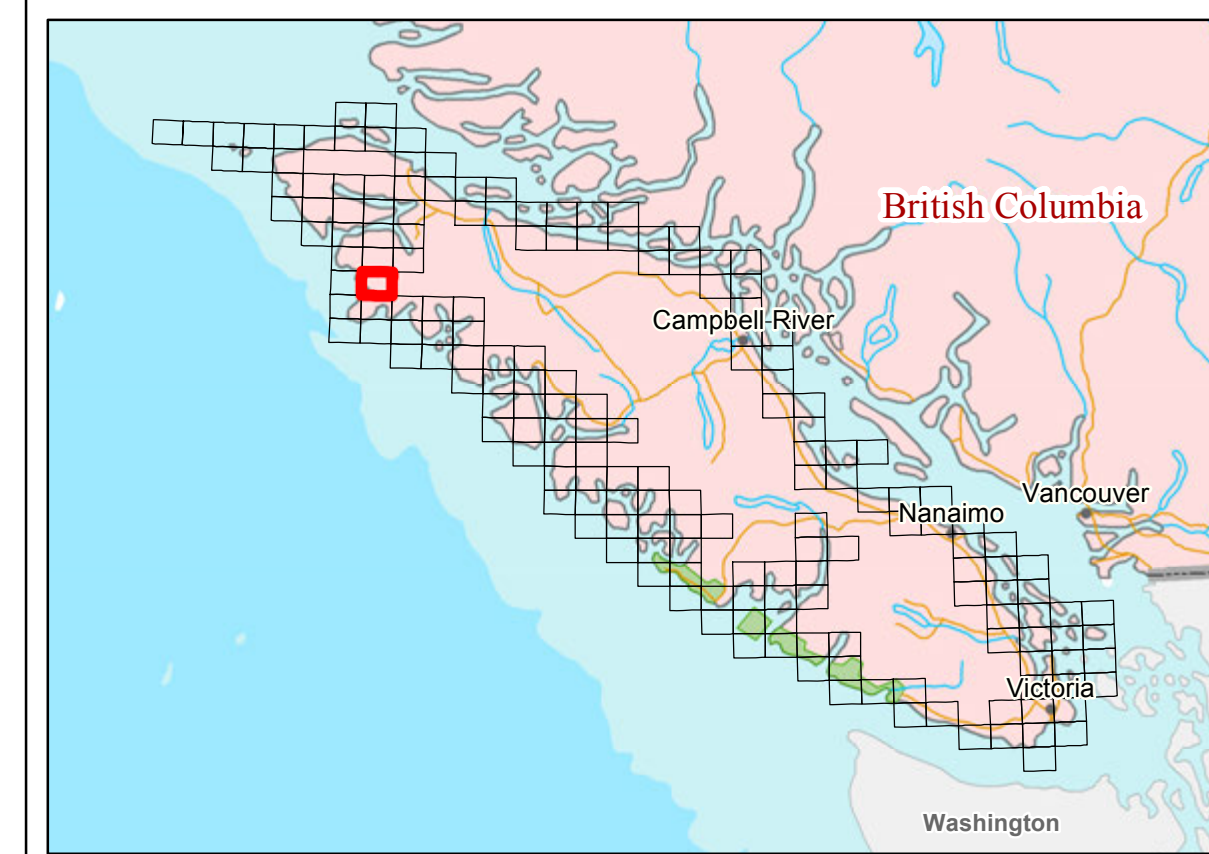 British Columbia
Campbell River
Vancouver
Nanaimo
Victoria
Washington